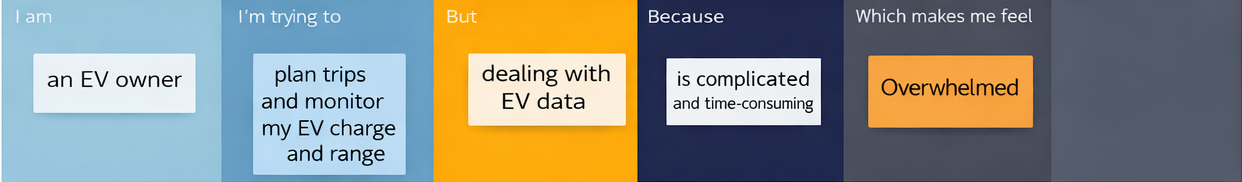 I am
an EV owner
I'm trying to
plan trips
and monitor
my EV charge
and range
But
dealing with
EV data
Because
is complicated
and time-consuming
Which makes me feel
Overwhelmed